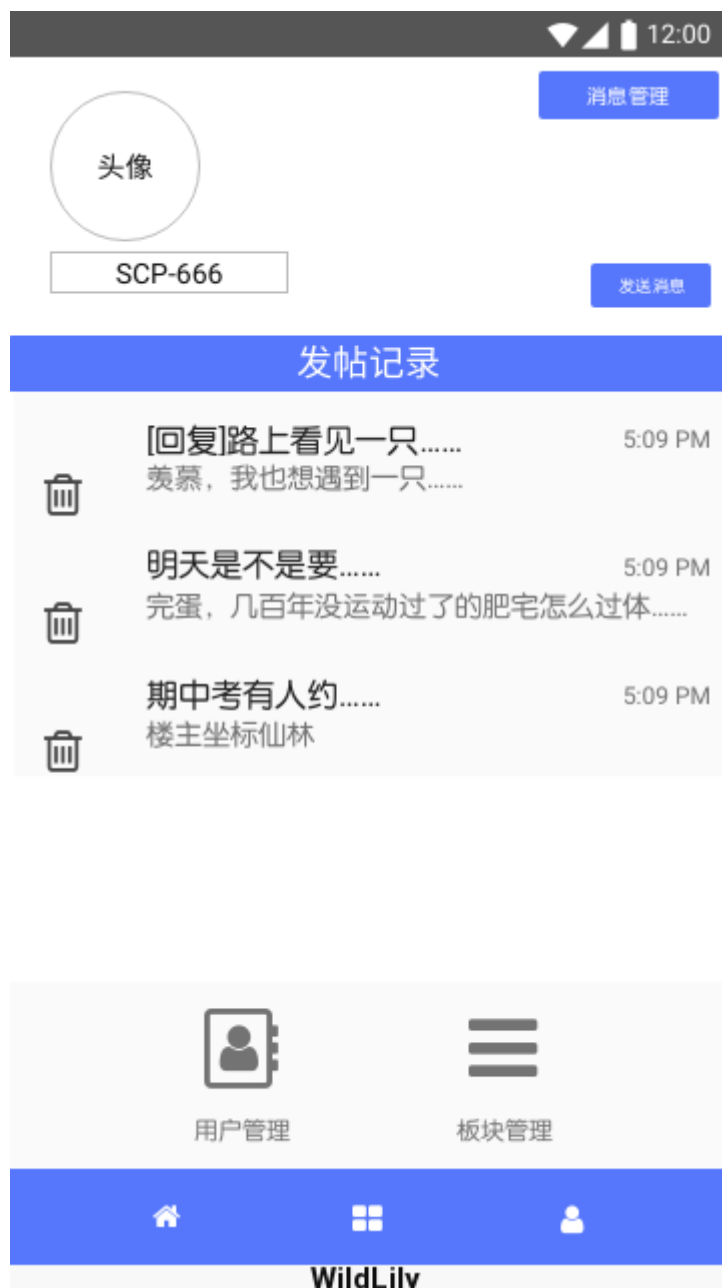 12:00
消息管理
头像
SCP-666
发送消息
发帖记录
[回复]路上看见一只…… 5:09 PM
羡慕，我也想遇到一只……
明天是不是要…… 5:09 PM
完蛋，几百年没运动过了的肥宅怎么过体……
期中考有人约…… 5:09 PM
楼主坐标仙林
用户管理 板块管理
WildLily